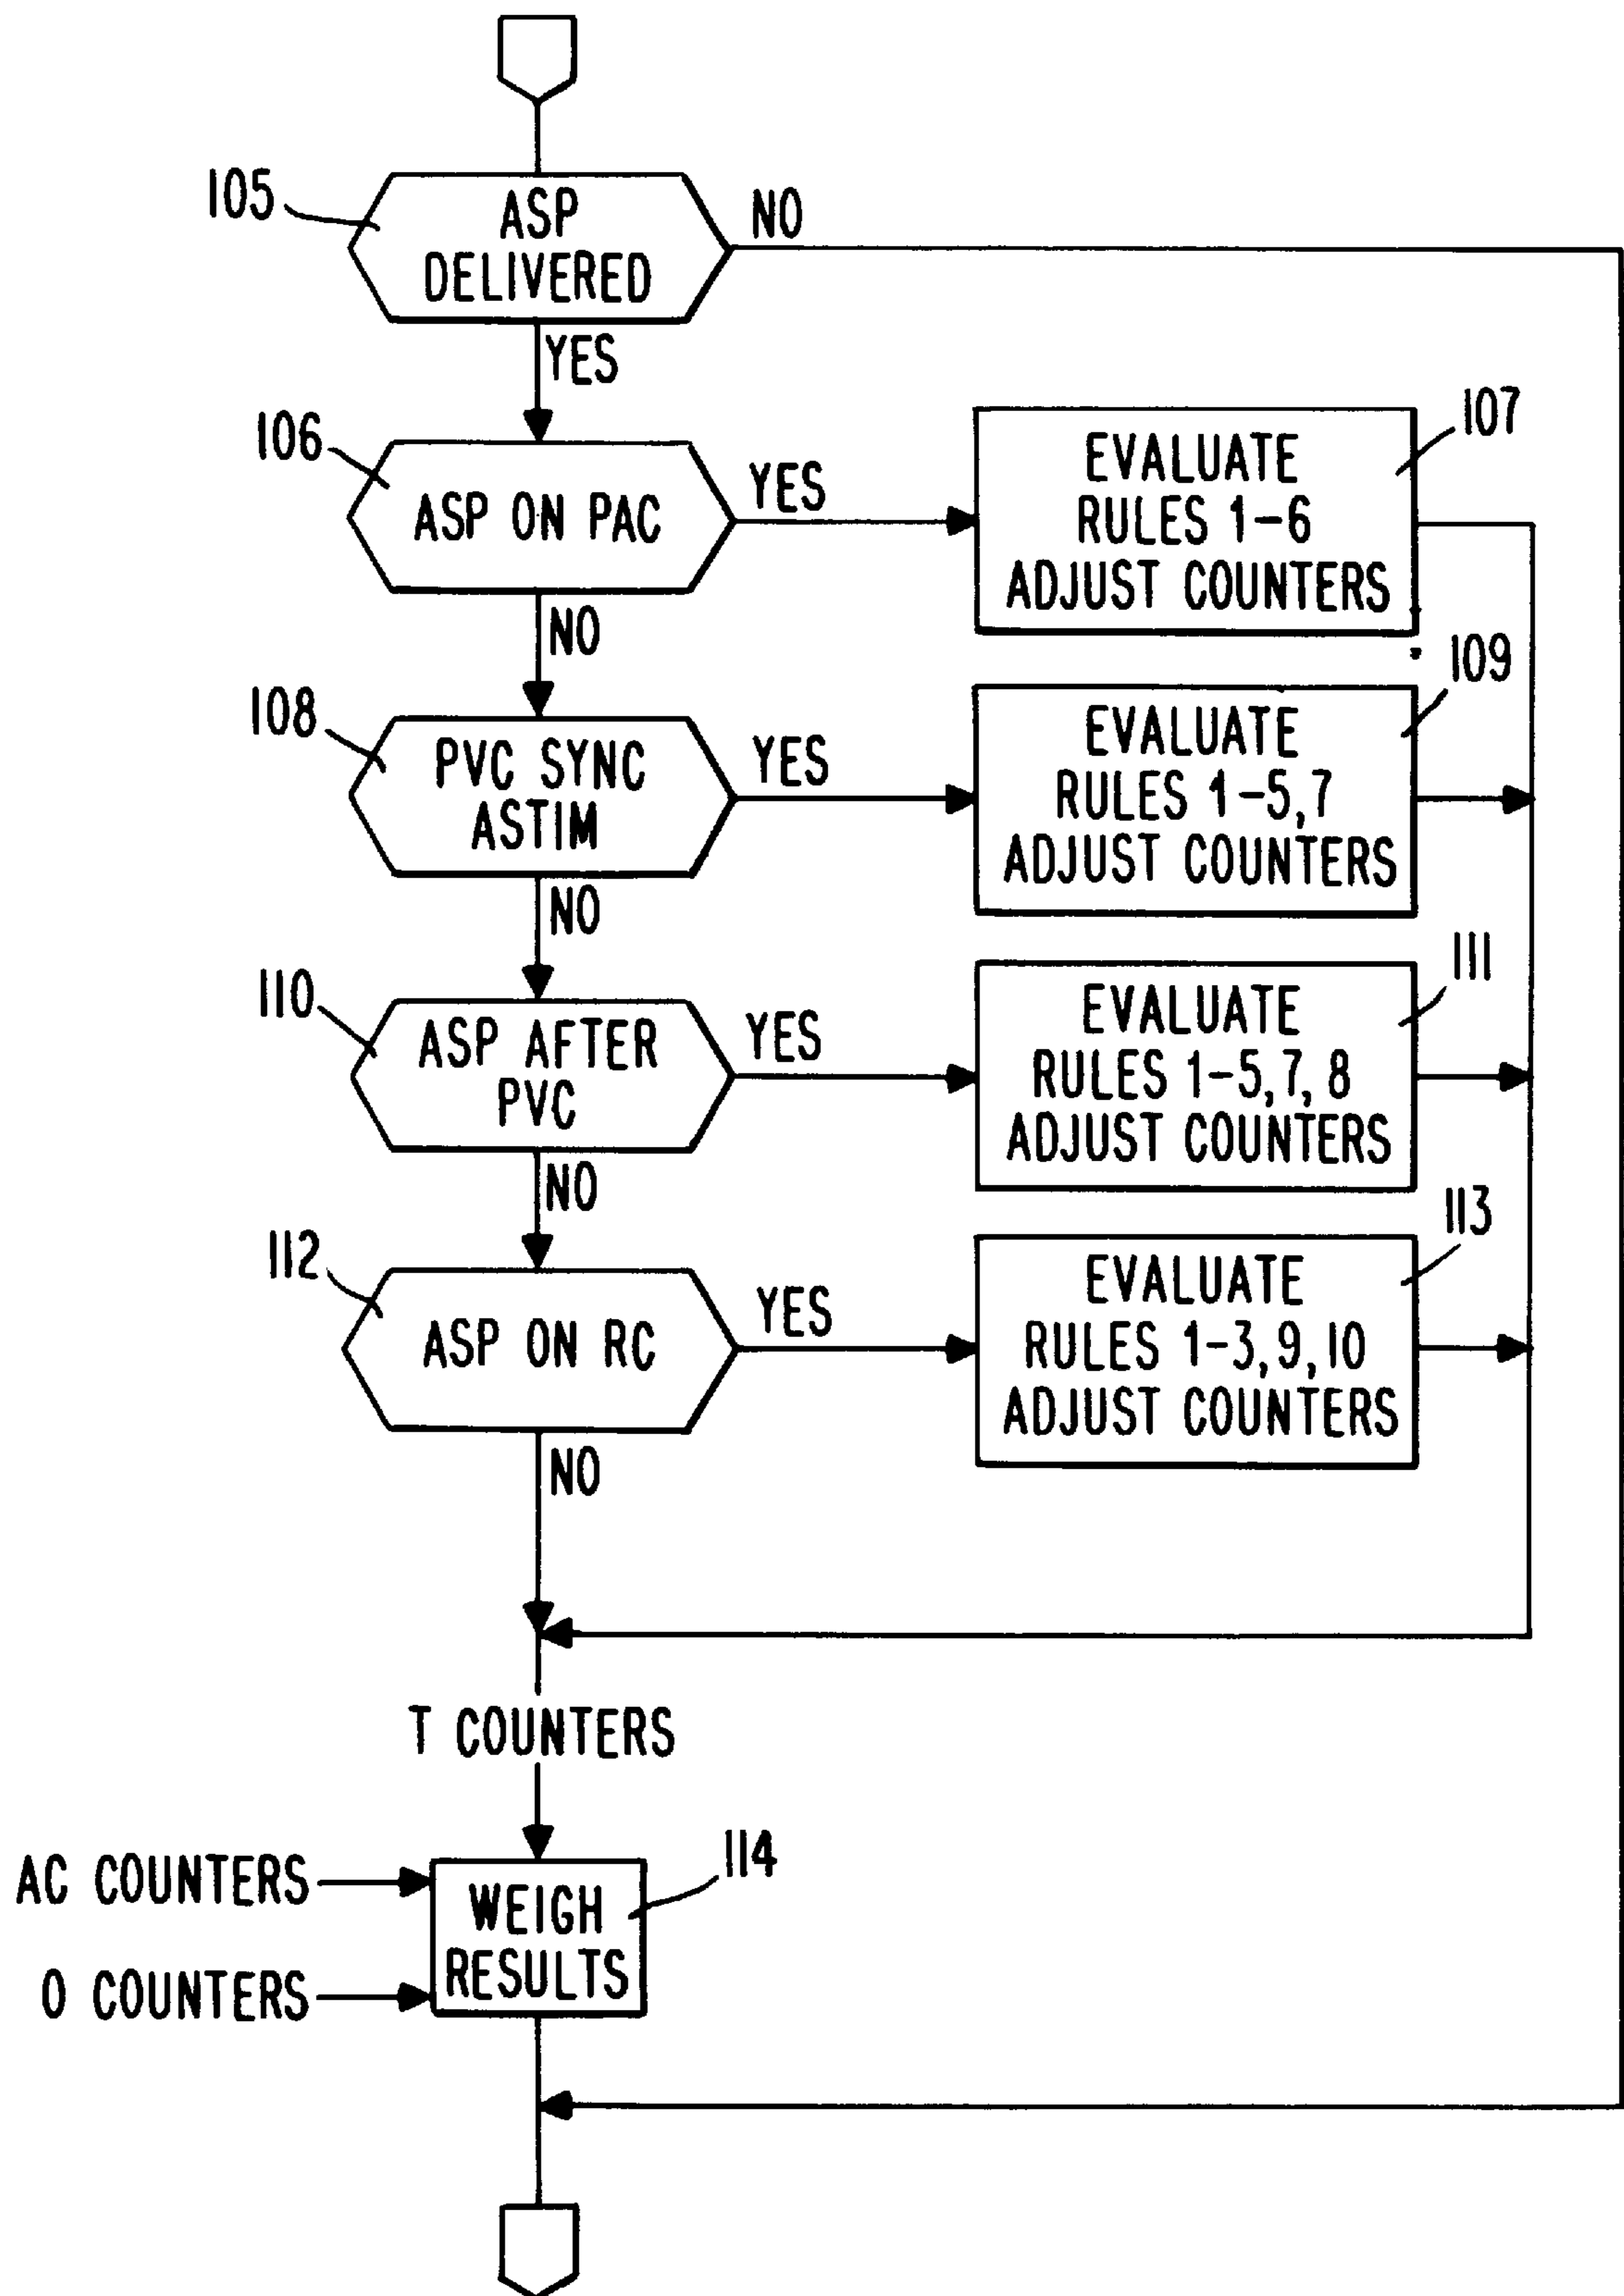 105
ASP
DELIVERED
NO
YES
106
ASP ON PAC
YES
EVALUATE
RULES 1-6
ADJUST COUNTERS
107
NO
108
PVC SYNC
ASTIM
YES
EVALUATE
RULES 1-5,7
ADJUST COUNTERS
109
NO
110
ASP AFTER
PVC
YES
EVALUATE
RULES 1-5,7,8
ADJUST COUNTERS
111
NO
112
ASP ON RC
YES
EVALUATE
RULES 1-3,9,10
ADJUST COUNTERS
113
NO
T COUNTERS
AC COUNTERS
O COUNTERS
WEIGH
RESULTS
114